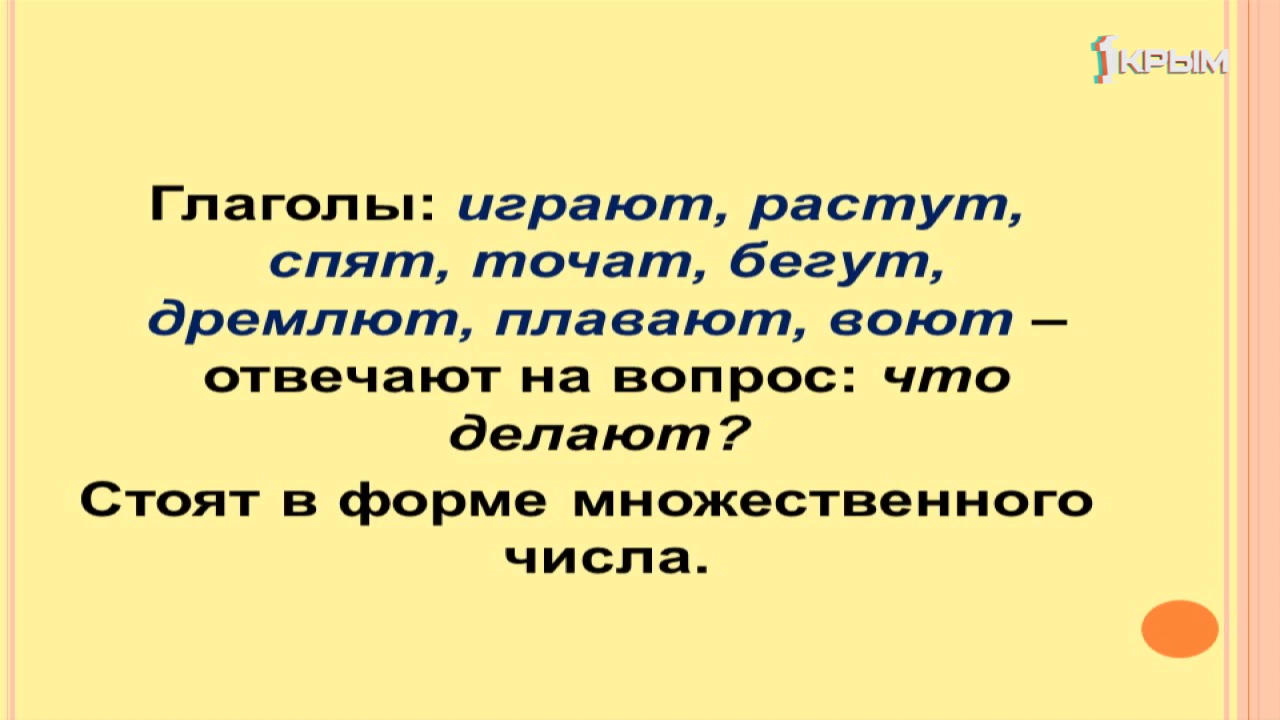 1КРЫМ
Глаголы: играют, растут,
спят, точат, бегут,
дремлют, плавают, воют –
отвечают на вопрос: что
делают?
Стоят в форме множественного
числа.